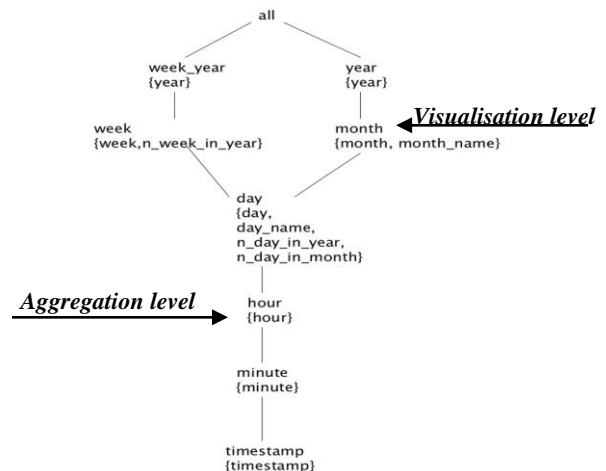 all
week_year
{year}
year
{year}
Visualisation level
week
{week,n_week_in_year}
month
{month, month_name}
day
{day,
day_name,
n_day_in_year,
n_day_in_month}
Aggregation level
hour
{hour}
minute
{minute}
timestamp
{timestamp}